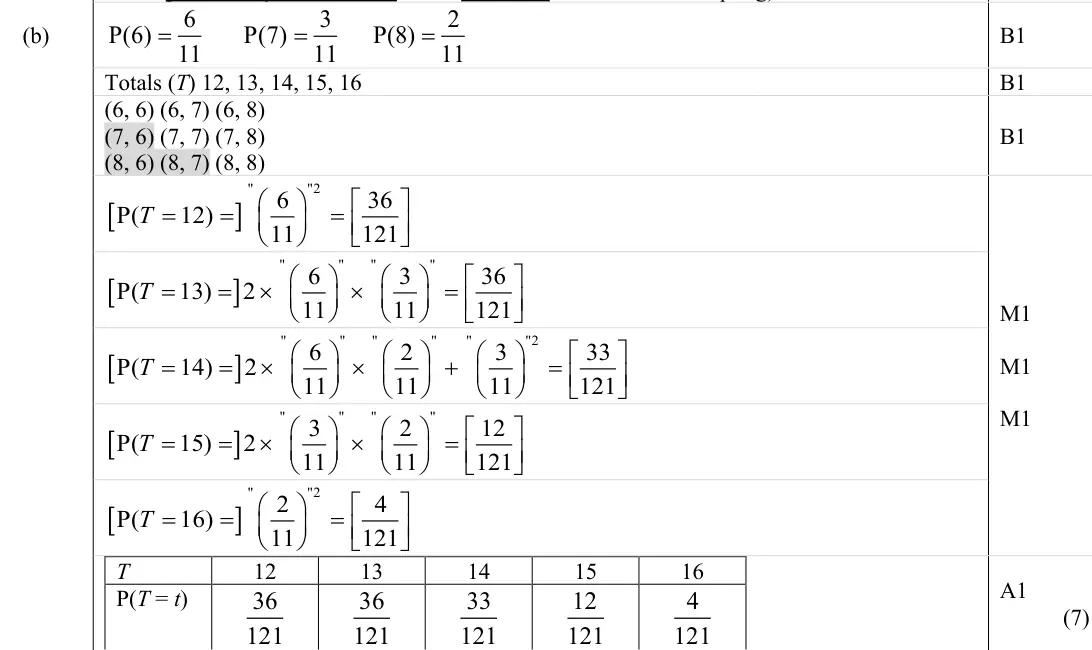 (b) P(6) = 6/11 P(7) = 3/11 P(8) = 2/11 B1
Totals (T) 12, 13, 14, 15, 16 B1
(6, 6) (6, 7) (6, 8)
(7, 6) (7, 7) (7, 8) B1
(8, 6) (8, 7) (8, 8)
[P(T = 12) =] "(6/11)"² = [36/121]
[P(T = 13) =] 2 × "(6/11)" × "(3/11)" = [36/121] M1
[P(T = 14) =] 2 × "(6/11)" × "(2/11)" + "(3/11)"² = [33/121] M1
[P(T = 15) =] 2 × "(3/11)" × "(2/11)" = [12/121] M1
[P(T = 16) =] "(2/11)"² = [4/121]
T 12 13 14 15 16
P(T = t) 36/121 36/121 33/121 12/121 4/121 A1
(7)